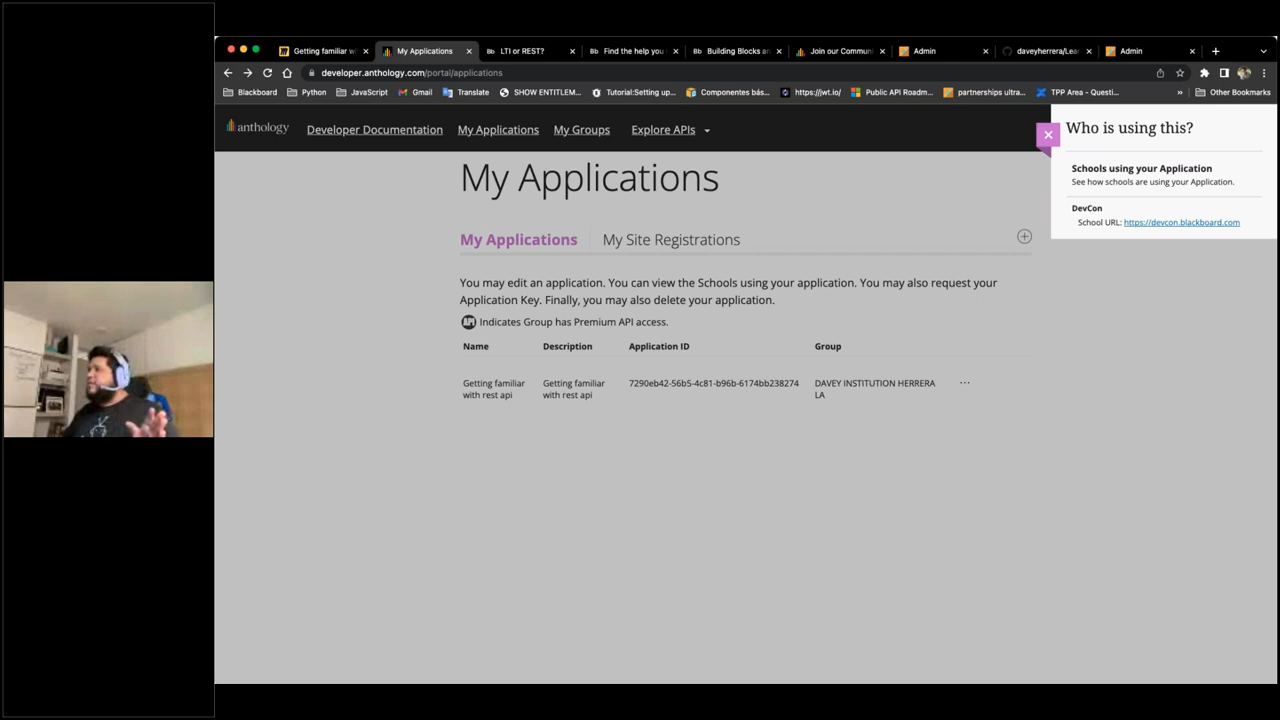 Getting familiar w
My Applications
LTI or REST?
Find the help you
Building Blocks a
Join our Commun
Admin
daveyherrera/Lea
Admin
developer.anthology.com/portal/applications
Blackboard
Python
JavaScript
Gmail
Translate
SHOW ENTITLEM...
Tutorial:Setting up...
Componentes bás...
https://jwt.io/
Public API Roadm...
partnerships ultra...
TPP Area - Questi...
»
Other Bookmarks
anthology
Developer Documentation
My Applications
My Groups
Explore APIs
Who is using this?
Schools using your Application
See how schools are using your Application.
DevCon
School URL: https://devcon.blackboard.com
My Applications
My Applications
My Site Registrations
You may edit an application. You can view the Schools using your application. You may also request your
Application Key. Finally, you may also delete your application.
Indicates Group has Premium API access.
Name Description Application ID Group
Getting familiar Getting familiar 7290eb42-56b5-4c81-b96b-6174bb238274 DAVEY INSTITUTION HERRERA ...
with rest api with rest api LA